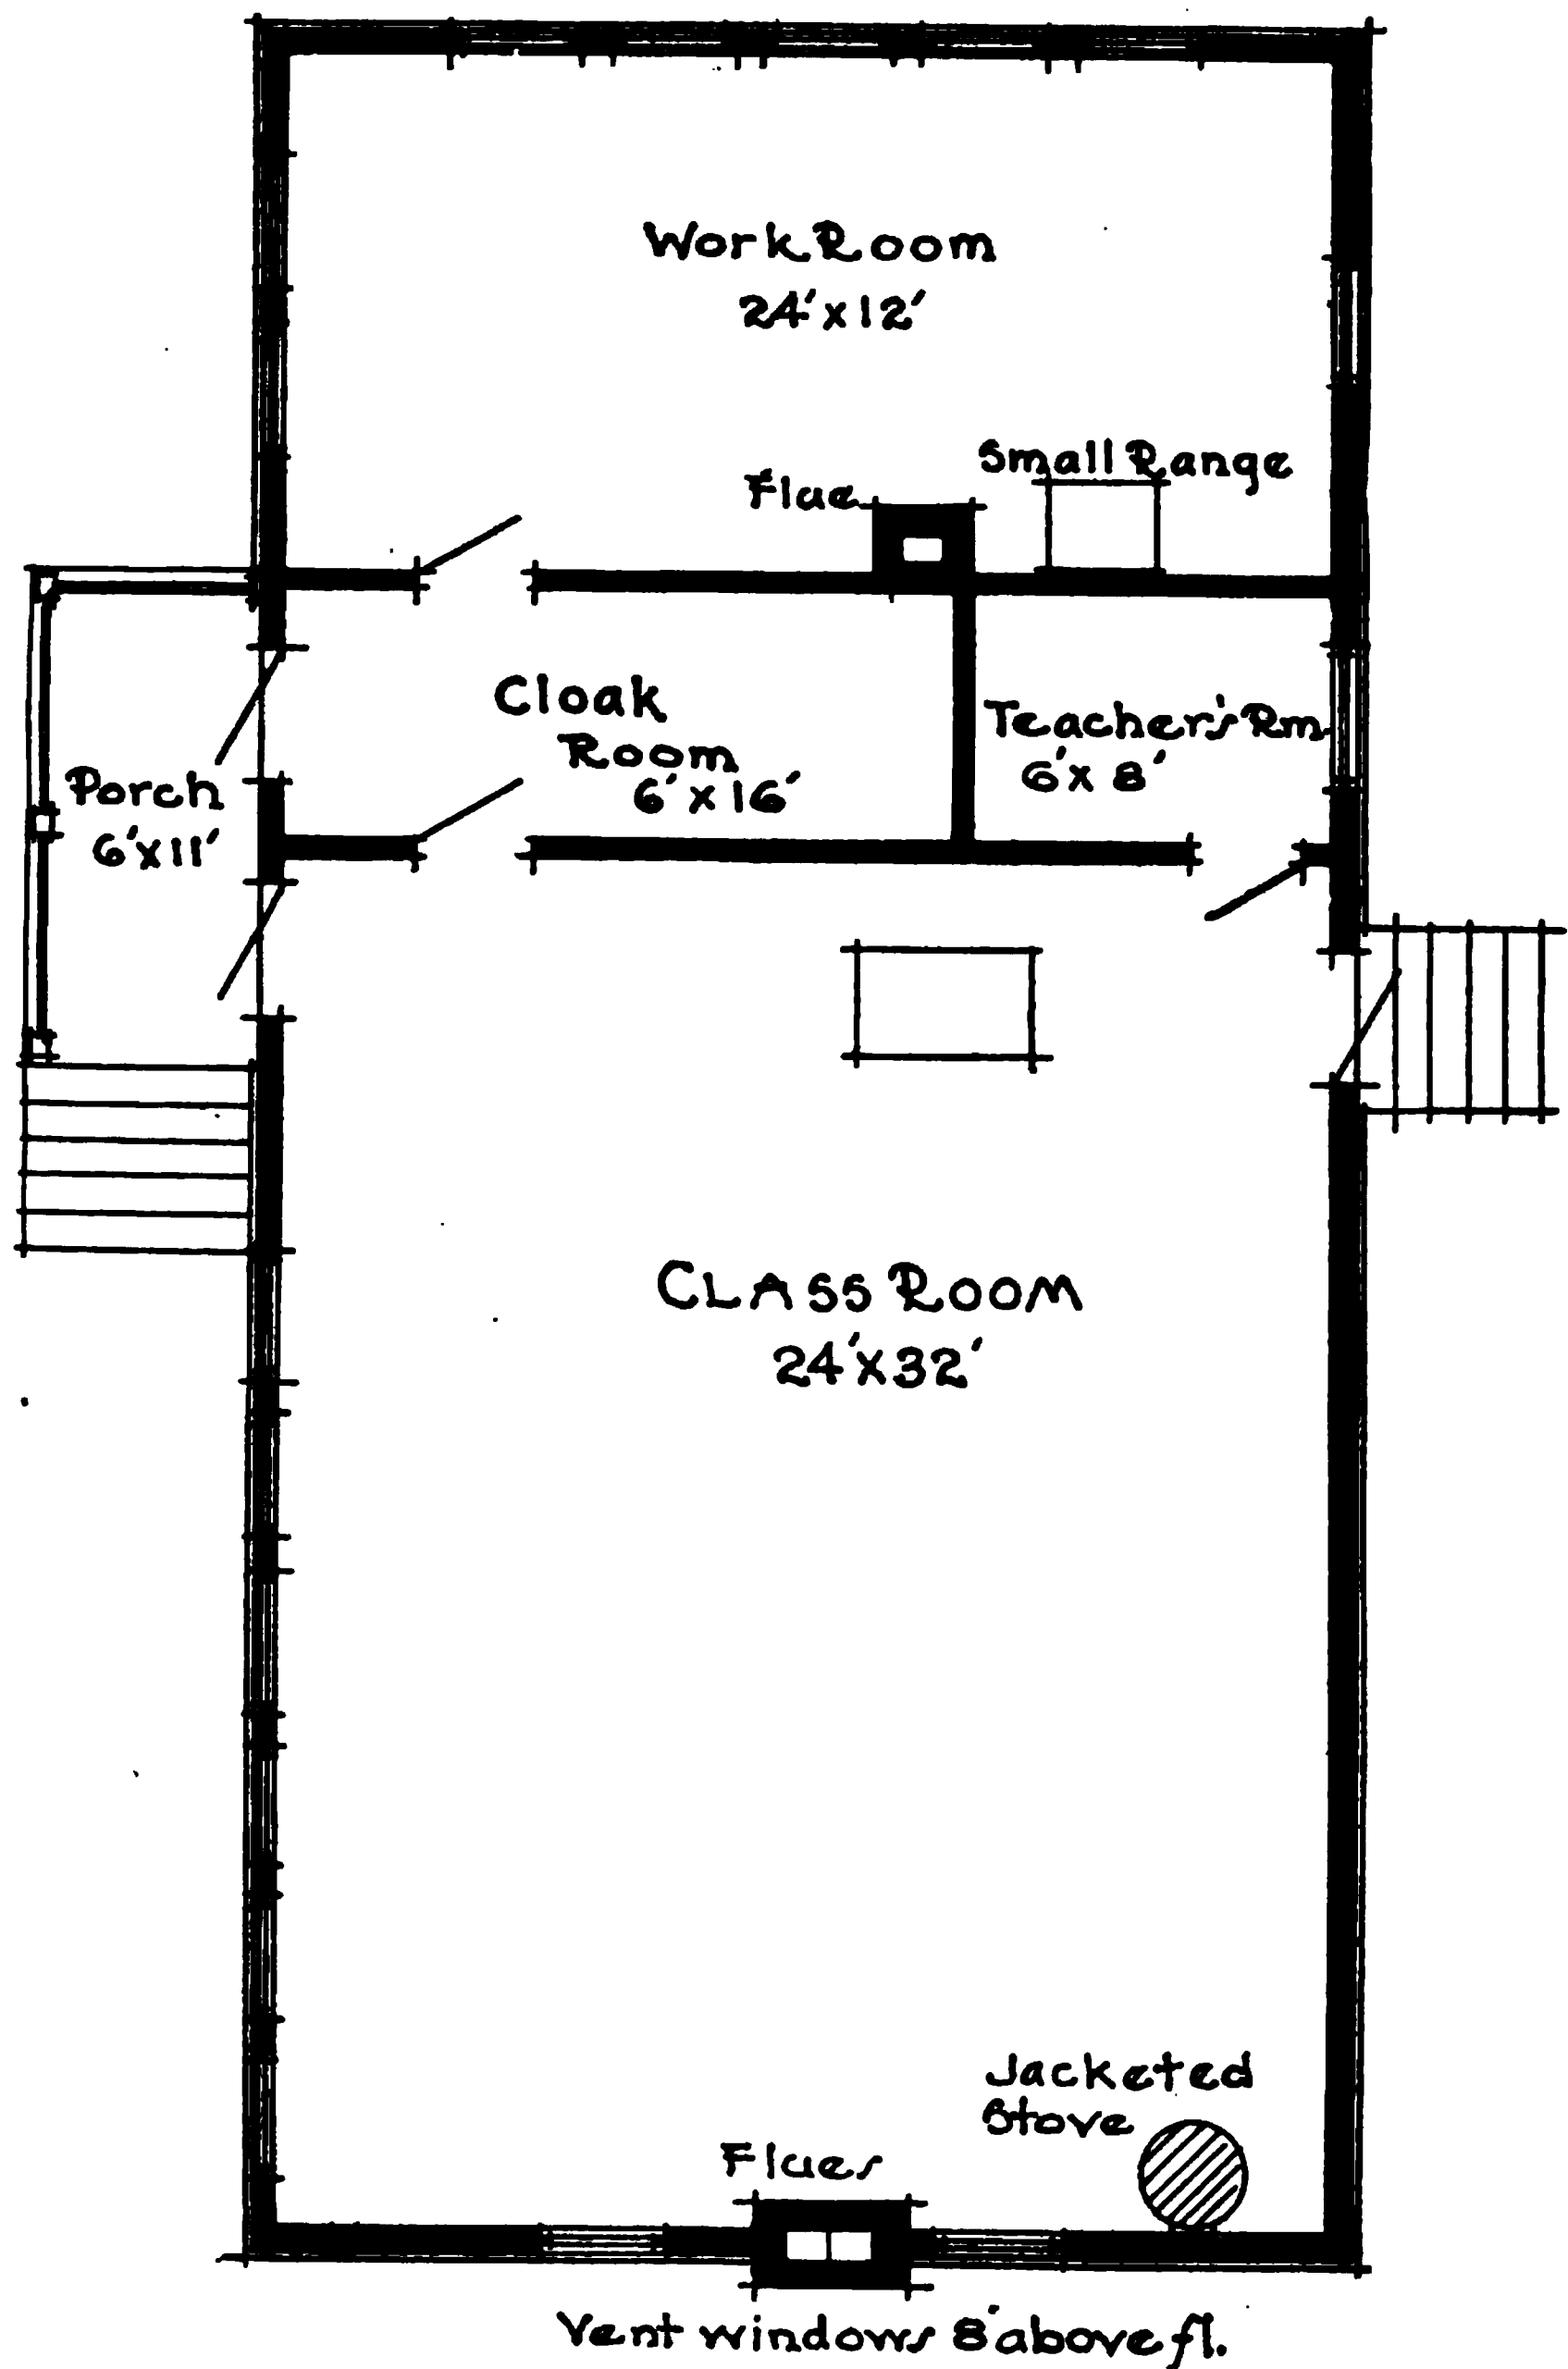 Work Room
24'x12'
Small Range
Flue
Cloak
Room
6'x16'
Teacher's Rm.
6'x8'
Porch
6'x11'
CLASS ROOM
24'x32'
Jacketed
Stove
Flues
Vent windows 8' above fl.